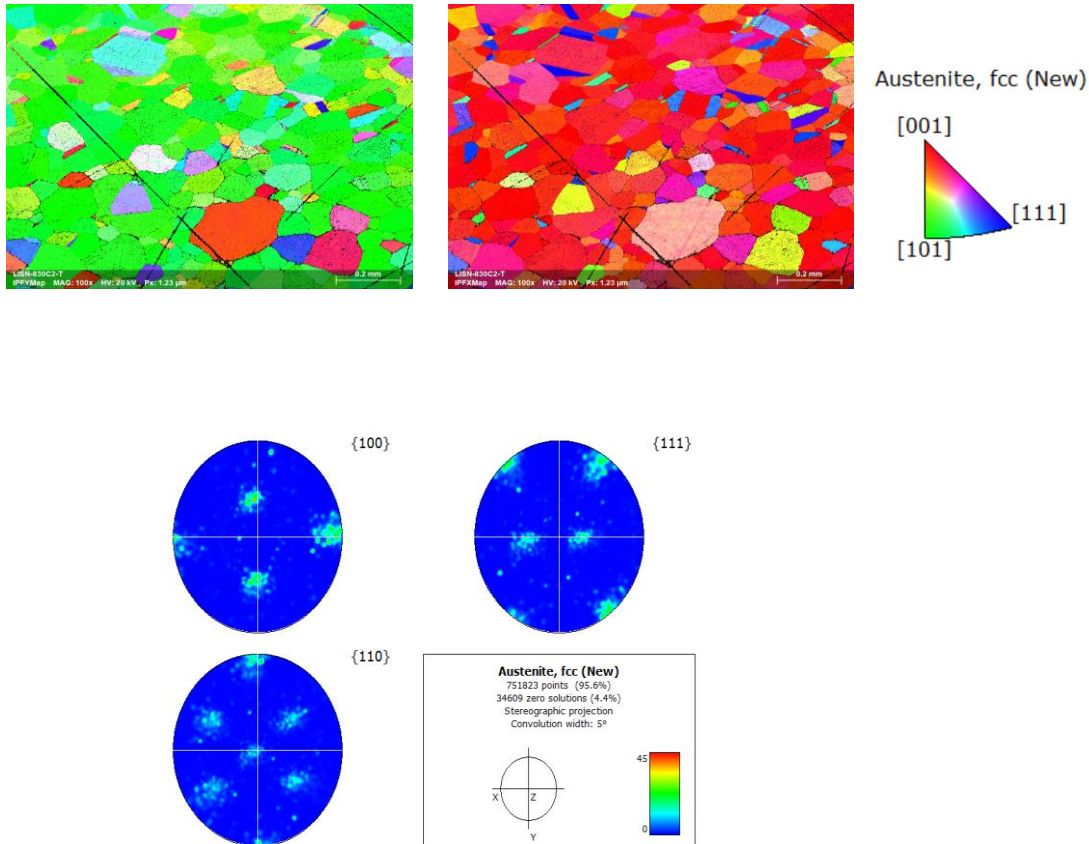 LISN-830C2-T
IPFYMap MAG: 100x HV: 20 kV Px: 1.23 µm
0.2 mm
LISN-830C2-T
IPFXMap MAG: 100x HV: 20 kV Px: 1.23 µm
0.2 mm
Austenite, fcc (New)
[001]
[111]
[101]
{100}
{111}
{110}
Austenite, fcc (New)
751823 points (95.6%)
34609 zero solutions (4.4%)
Stereographic projection
Convolution width: 5°
45
X
Z
0
Y